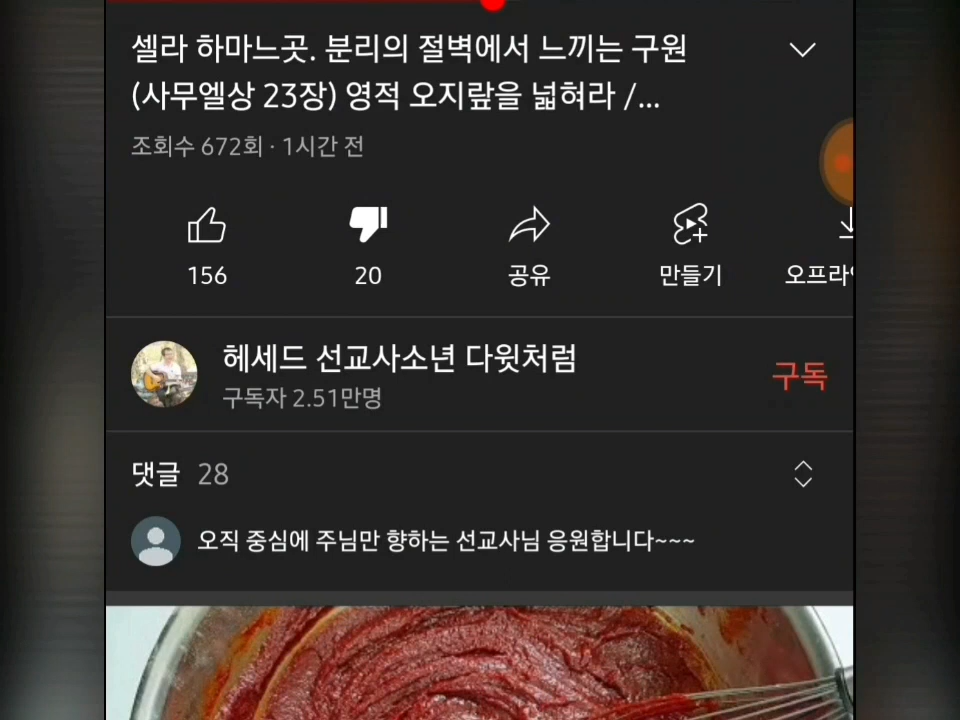 셀라 하마느곳. 분리의 절벽에서 느끼는 구원
(사무엘상 23장) 영적 오지랖을 넓혀라 /...
조회수 672회 · 1시간 전
156
20
공유
만들기
오프라인
헤세드 선교사소년 다윗처럼
구독자 2.51만명
구독
댓글 28
오직 중심에 주님만 향하는 선교사님 응원합니다~~~